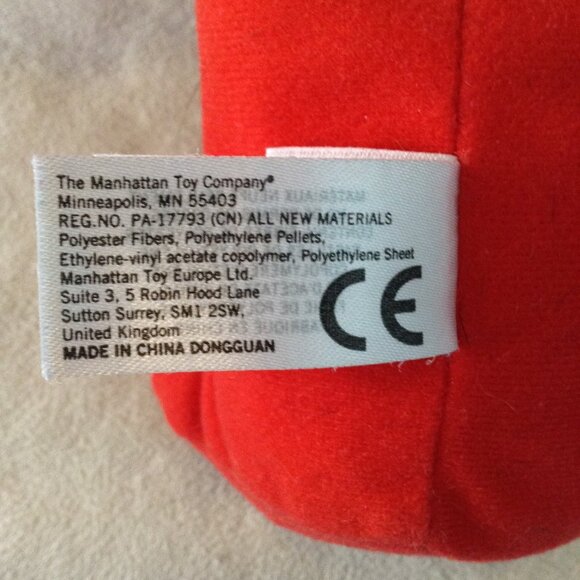 The Manhattan Toy Company®
Minneapolis, MN 55403
REG.NO. PA-17793 (CN) ALL NEW MATERIALS
Polyester Fibers, Polyethylene Pellets,
Ethylene-vinyl acetate copolymer, Polyethylene Sheet
Manhattan Toy Europe Ltd.
Suite 3, 5 Robin Hood Lane
Sutton Surrey, SM1 2SW,
United Kingdom
MADE IN CHINA DONGGUAN
CE